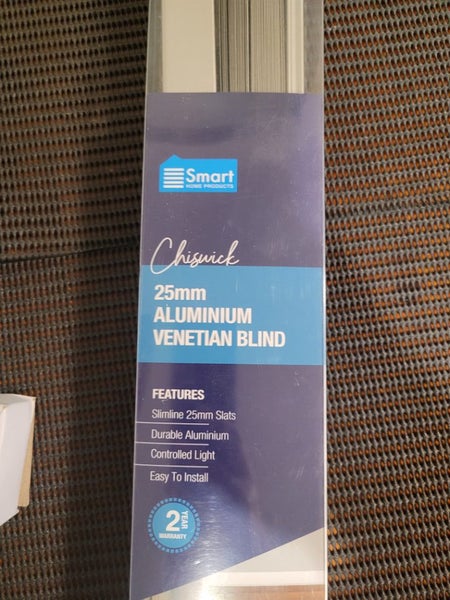 Smart
HOME PRODUCTS
Chiswick
25mm
ALUMINIUM
VENETIAN BLIND
FEATURES
Slimline 25mm Slats
Durable Aluminium
Controlled Light
Easy To Install
2 YEAR
WARRANTY